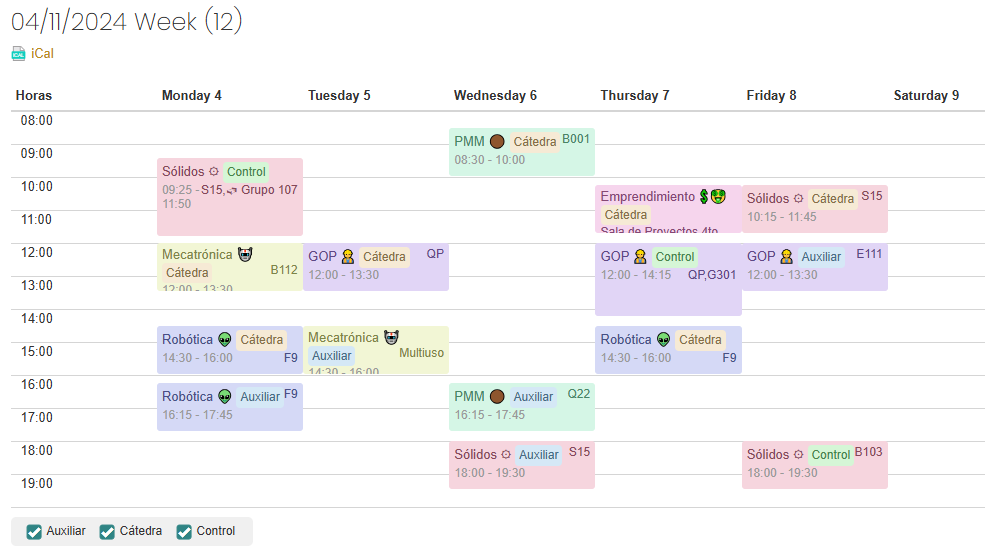 04/11/2024 Week (12)
iCal
Horas Monday 4 Tuesday 5 Wednesday 6 Thursday 7 Friday 8 Saturday 9
08:00
PMM Cátedra B001
08:30 - 10:00
09:00
Sólidos Control
09:25 - 11:50 S15, Grupo 107
10:00
Emprendimiento
Cátedra
Sala de Proyectos 4to
Sólidos Cátedra S15
10:15 - 11:45
11:00
12:00
Mecatrónica
Cátedra B112
12:00 - 13:30
GOP Cátedra QP
12:00 - 13:30
GOP Control
12:00 - 14:15 QP,G301
GOP Auxiliar E111
12:00 - 13:30
13:00
14:00
Robótica Cátedra
14:30 - 16:00 F9
Mecatrónica
Auxiliar Multiuso
14:30 - 16:00
Robótica Cátedra
14:30 - 16:00 F9
15:00
16:00
Robótica Auxiliar F9
16:15 - 17:45
PMM Auxiliar Q22
16:15 - 17:45
17:00
18:00
Sólidos Auxiliar S15
18:00 - 19:30
Sólidos Control B103
18:00 - 19:30
19:00
Auxiliar Cátedra Control